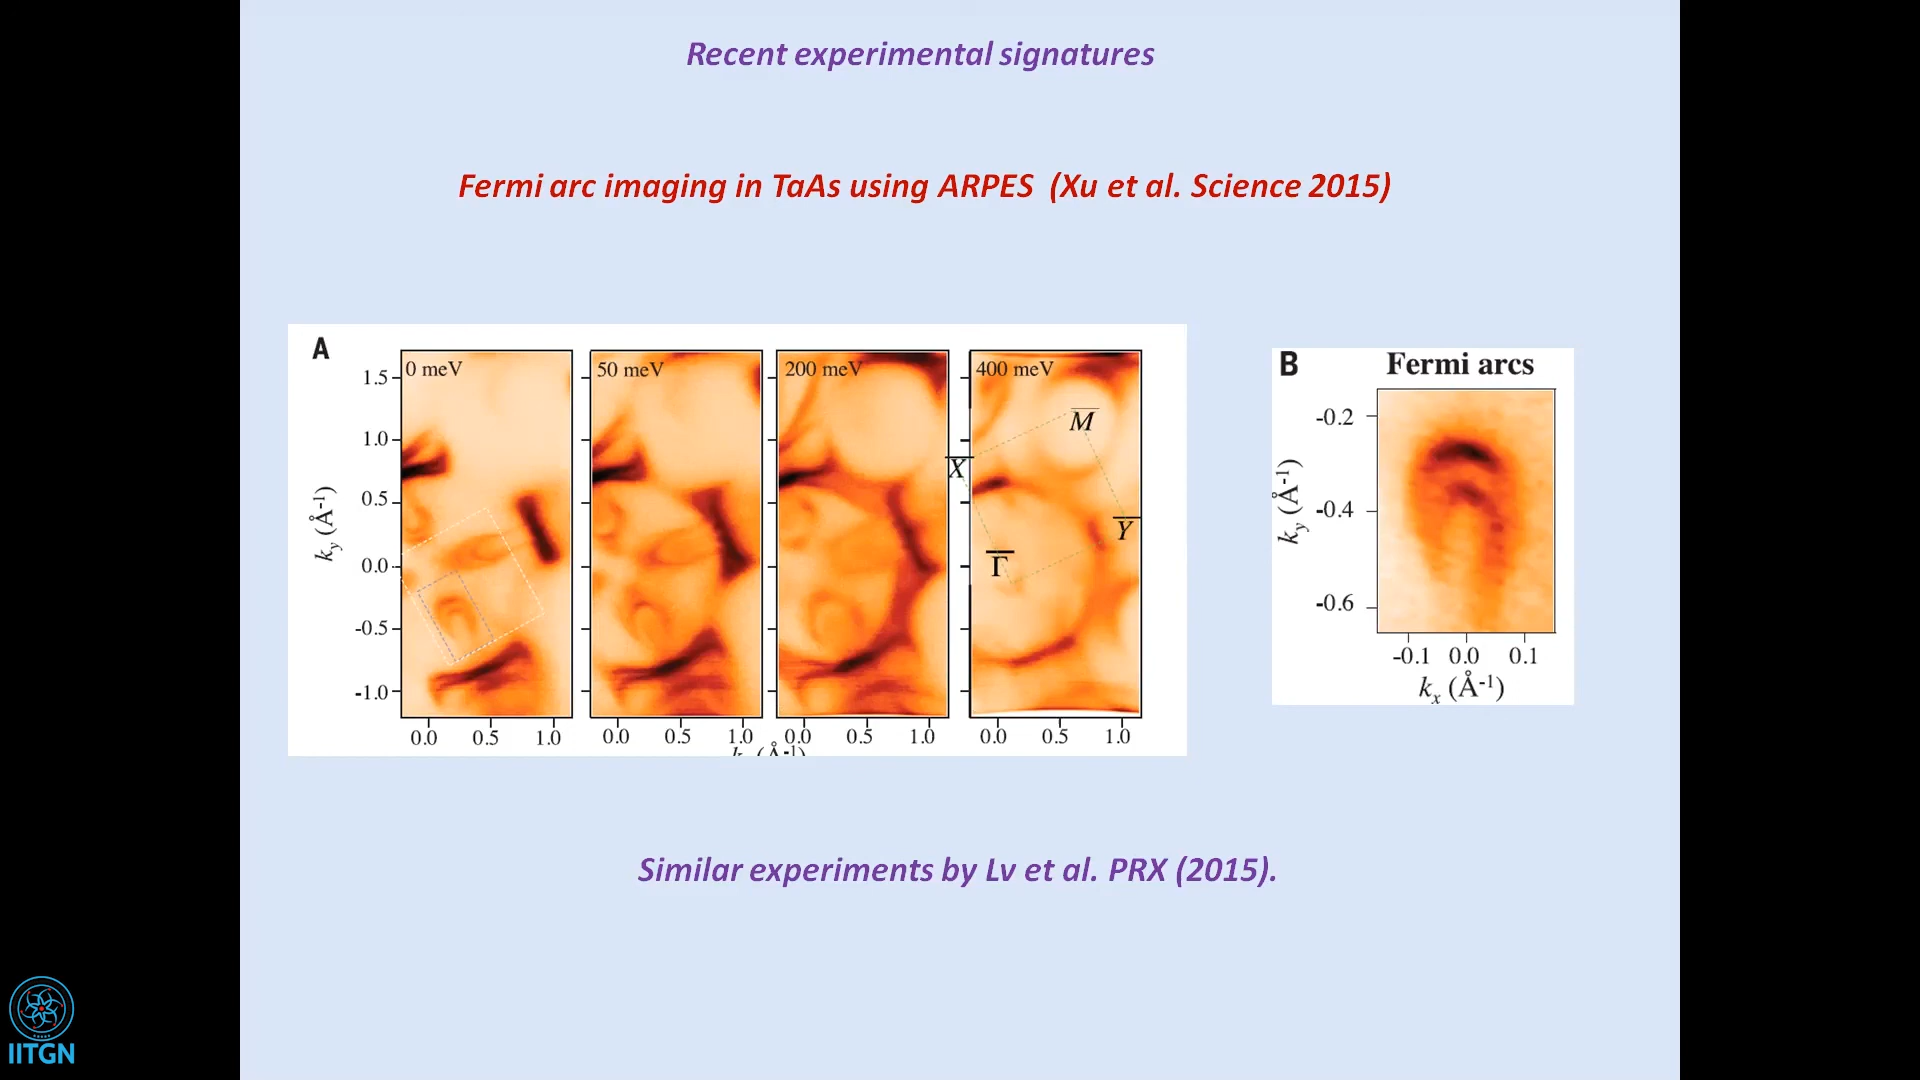 Recent experimental signatures
Fermi arc imaging in TaAs using ARPES (Xu et al. Science 2015)
A
0 meV
50 meV
200 meV
400 meV
1.5
1.0
0.5
0.0
-0.5
-1.0
k_y (Å⁻¹)
X̅
M̅
Y̅
Γ̅
0.0 0.5 1.0
0.0 0.5 1.0
0.0 0.5 1.0
0.0 0.5 1.0
(Å⁻¹)
B
Fermi arcs
-0.2
-0.4
-0.6
k_y (Å⁻¹)
-0.1 0.0 0.1
k_x (Å⁻¹)
Similar experiments by Lv et al. PRX (2015).
IITGN